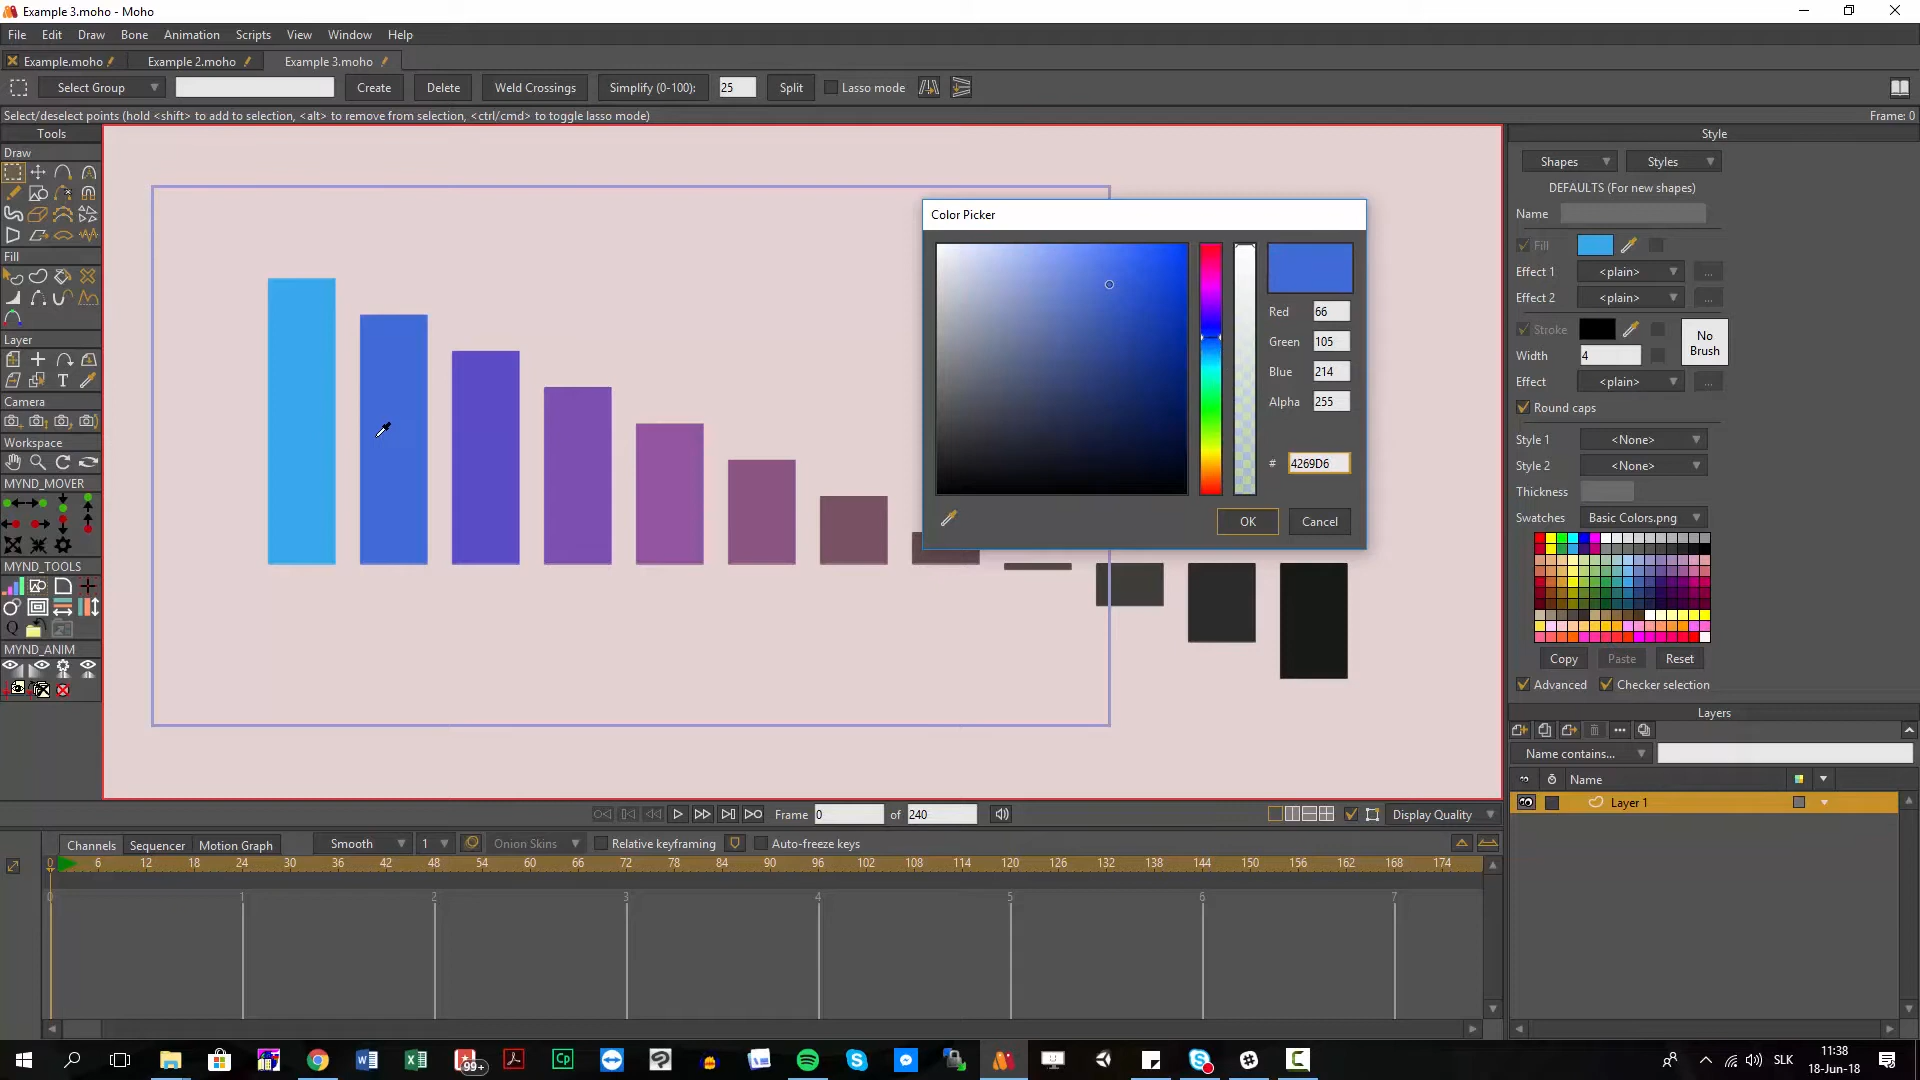 Example 3.moho - Moho
File Edit Draw Bone Animation Scripts View Window Help
Example.moho Example 2.moho Example 3.moho
Select Group Create Delete Weld Crossings Simplify (0-100): 25 Split Lasso mode
Select/deselect points (hold <shift> to add to selection, <alt> to remove from selection, <ctrl/cmd> to toggle lasso mode) Frame: 0
Tools
Draw
Fill
Layer
Camera
Workspace
MYND_MOVER
MYND_TOOLS
MYND_ANIM
Color Picker
Red 66
Green 105
Blue 214
Alpha 255
# 4269D6
OK Cancel
Style
Shapes Styles
DEFAULTS (For new shapes)
Name
Fill
Effect 1 <plain> ...
Effect 2 <plain> ...
Stroke
No Brush
Width 4
Effect <plain> ...
Round caps
Style 1 <None>
Style 2 <None>
Thickness
Swatches Basic Colors.png
Copy Paste Reset
Advanced Checker selection
Layers
Name contains...
Name
Layer 1
Frame 0 of 240 Display Quality
Channels Sequencer Motion Graph Smooth 1 Onion Skins Relative keyframing Auto-freeze keys
0 6 12 18 24 30 36 42 48 54 60 66 72 78 84 90 96 102 108 114 120 126 132 138 144 150 156 162 168 174
0 1 2 3 4 5 6 7
99+ Cp SLK
11:38
18-Jun-18